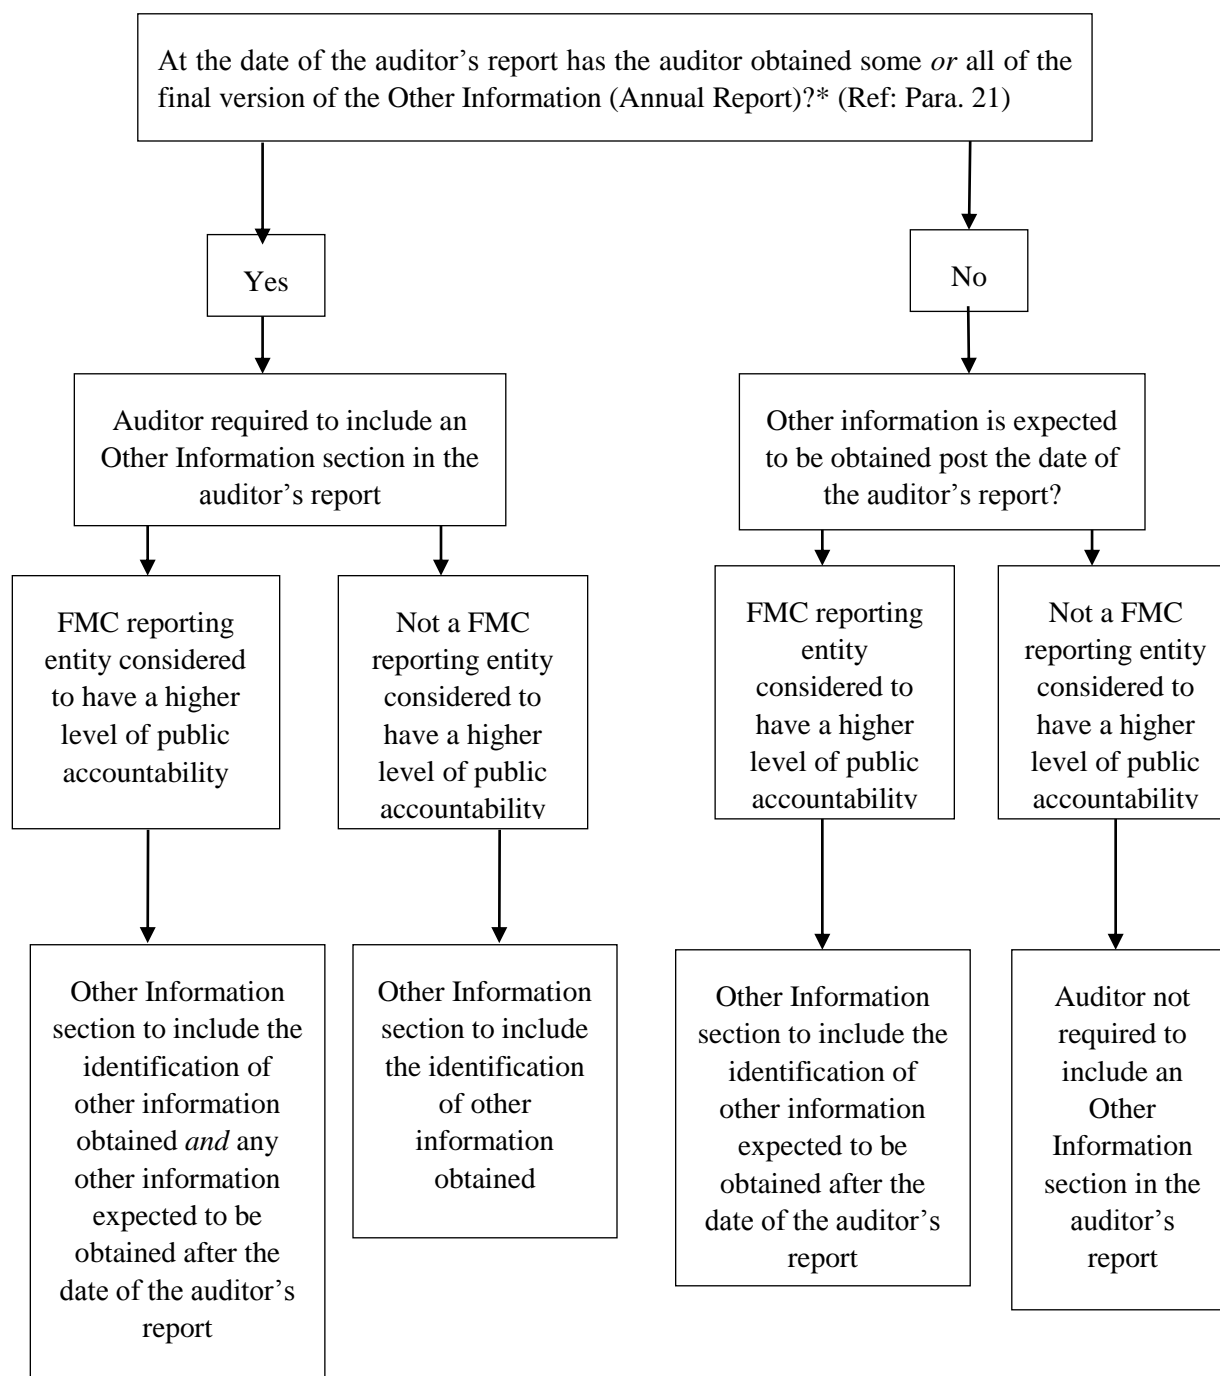 At the date of the auditor’s report has the auditor obtained some or all of the
final version of the Other Information (Annual Report)?* (Ref: Para. 21)
Yes
No
Auditor required to include an
Other Information section in the
auditor’s report
Other information is expected
to be obtained post the date of
the auditor’s report?
FMC reporting
entity considered
to have a higher
level of public
accountability
Not a FMC
reporting entity
considered to
have a higher
level of public
accountability
FMC reporting
entity
considered to
have a higher
level of public
accountability
Not a FMC
reporting entity
considered to
have a higher
level of public
accountability
Other Information
section to include the
identification of
other information
obtained and any
other information
expected to be
obtained after the
date of the auditor’s
report
Other Information
section to include
the identification
of other
information
obtained
Other Information
section to include the
identification of
other information
expected to be
obtained after the
date of the auditor’s
report
Auditor not
required to
include an
Other
Information
section in the
auditor’s
report